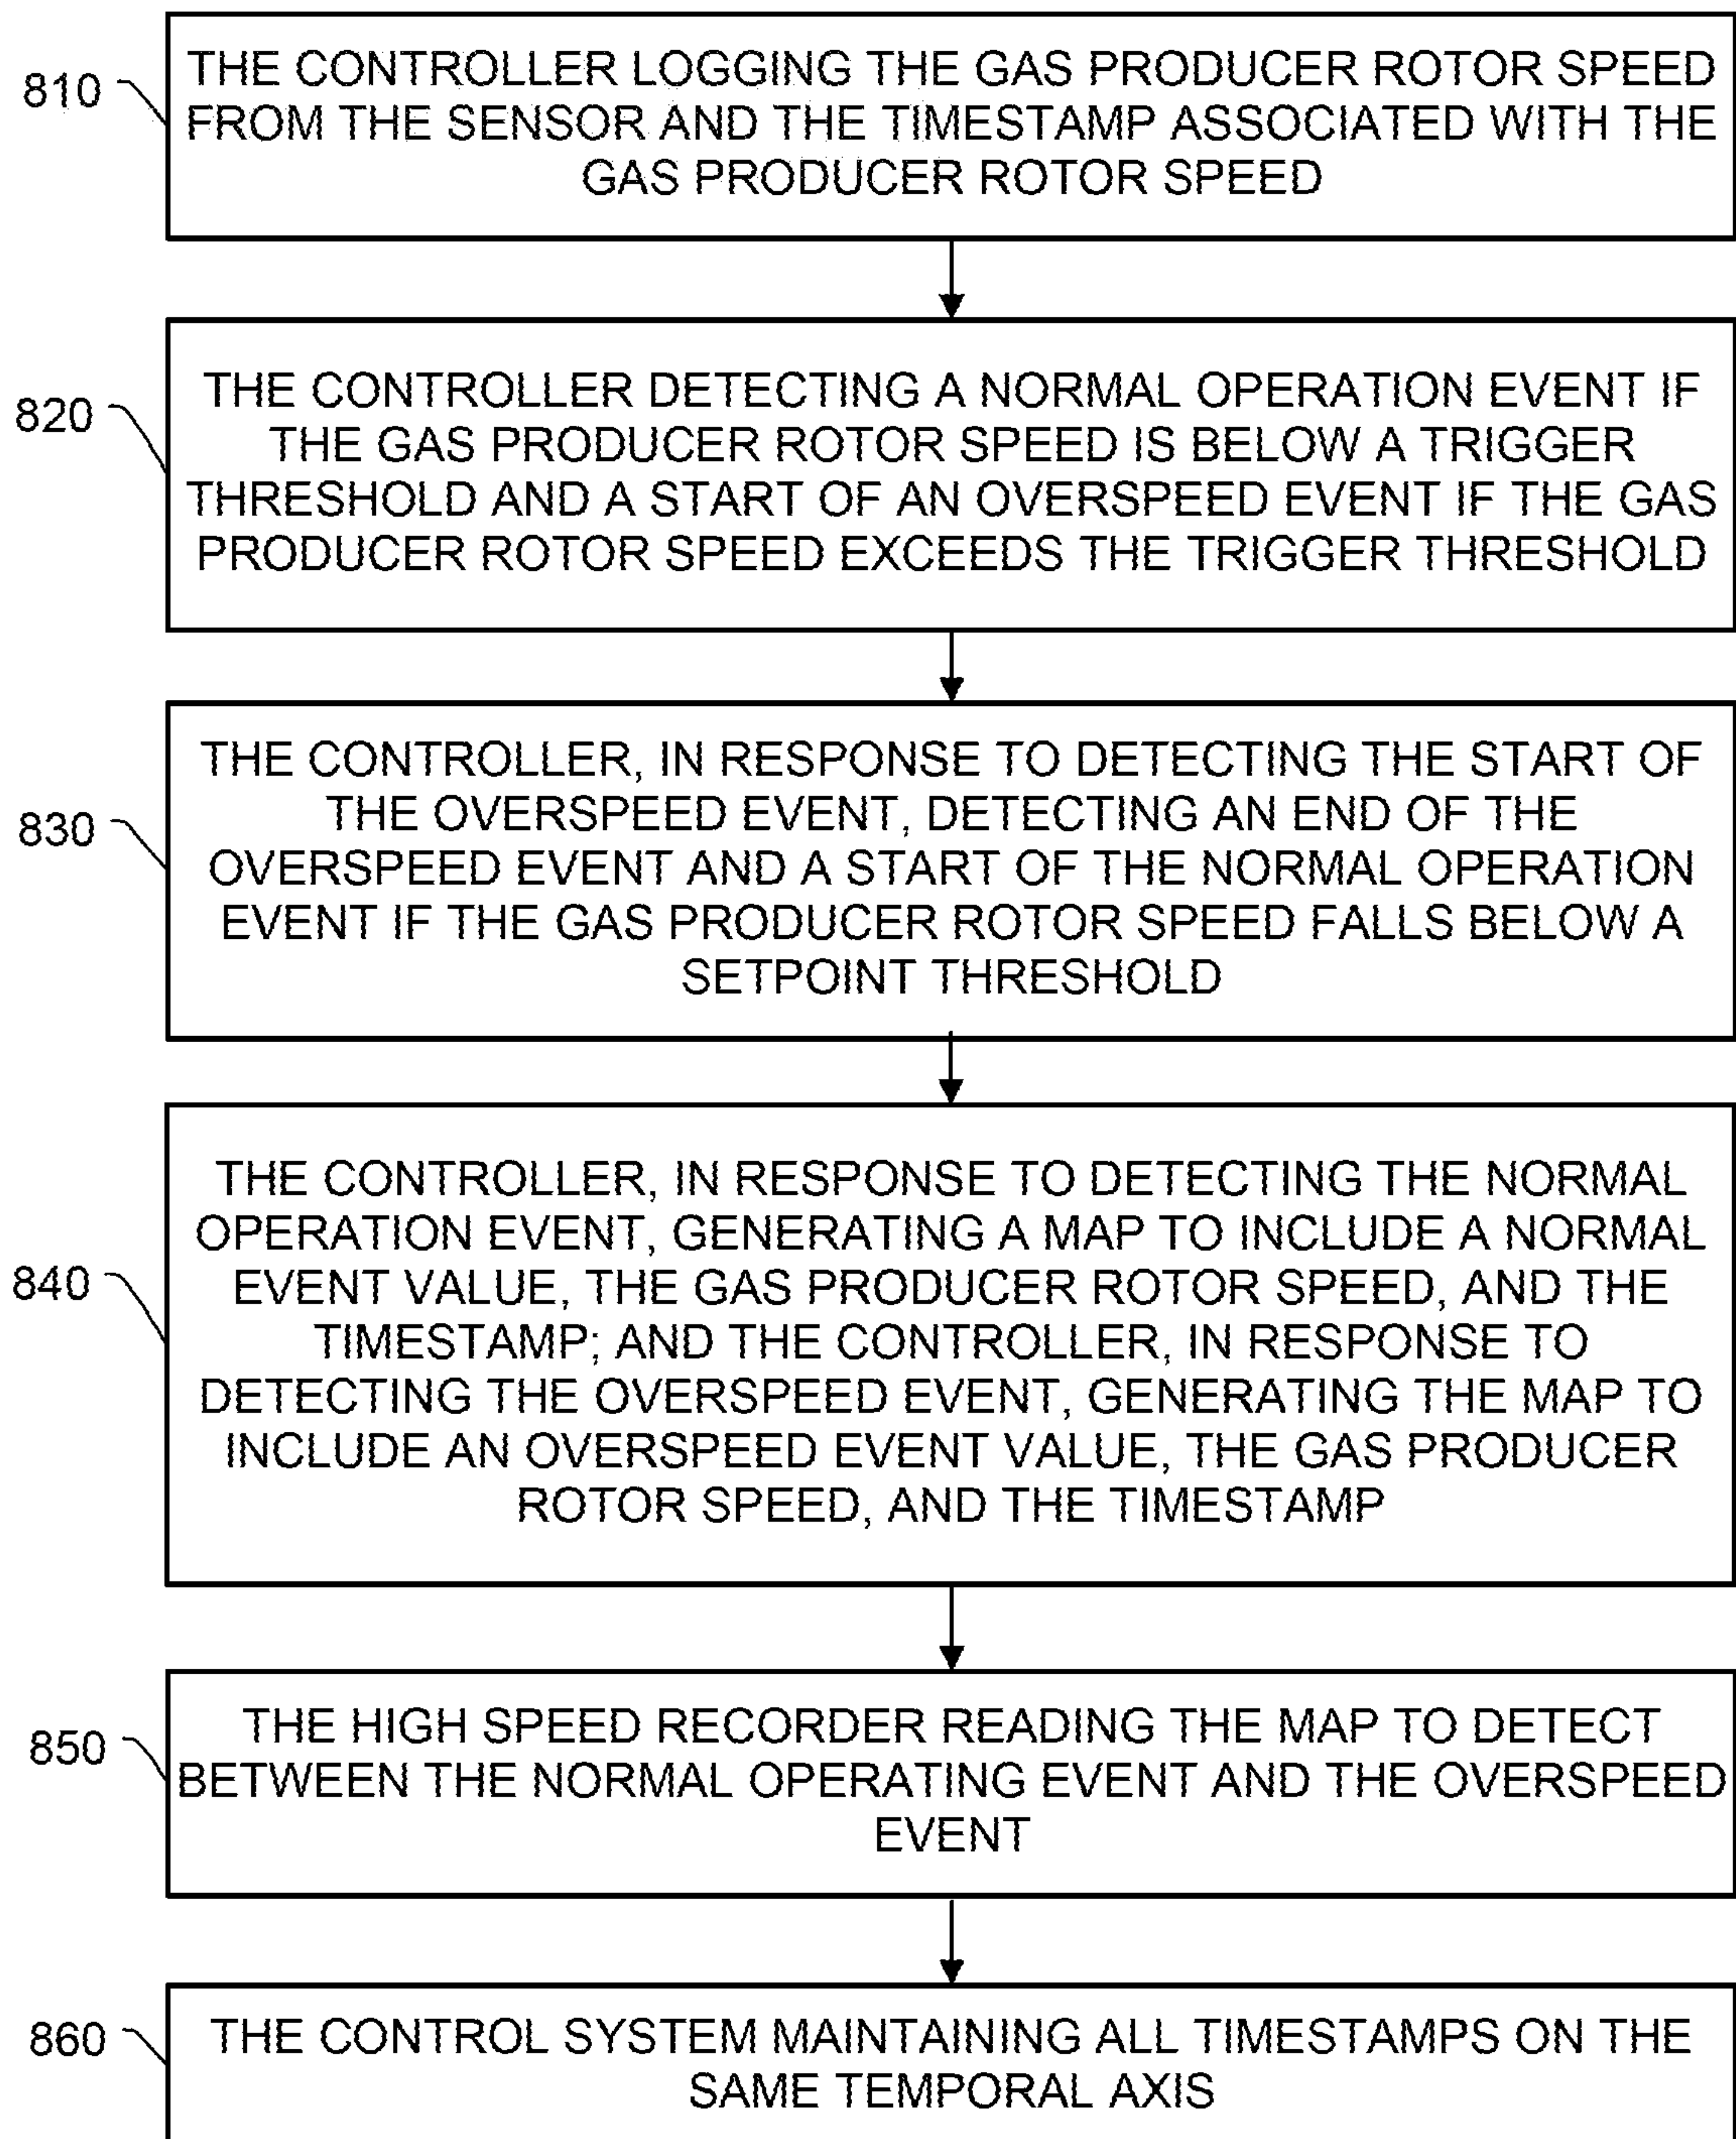 810
THE CONTROLLER LOGGING THE GAS PRODUCER ROTOR SPEED
FROM THE SENSOR AND THE TIMESTAMP ASSOCIATED WITH THE
GAS PRODUCER ROTOR SPEED
820
THE CONTROLLER DETECTING A NORMAL OPERATION EVENT IF
THE GAS PRODUCER ROTOR SPEED IS BELOW A TRIGGER
THRESHOLD AND A START OF AN OVERSPEED EVENT IF THE GAS
PRODUCER ROTOR SPEED EXCEEDS THE TRIGGER THRESHOLD
830
THE CONTROLLER, IN RESPONSE TO DETECTING THE START OF
THE OVERSPEED EVENT, DETECTING AN END OF THE
OVERSPEED EVENT AND A START OF THE NORMAL OPERATION
EVENT IF THE GAS PRODUCER ROTOR SPEED FALLS BELOW A
SETPOINT THRESHOLD
840
THE CONTROLLER, IN RESPONSE TO DETECTING THE NORMAL
OPERATION EVENT, GENERATING A MAP TO INCLUDE A NORMAL
EVENT VALUE, THE GAS PRODUCER ROTOR SPEED, AND THE
TIMESTAMP; AND THE CONTROLLER, IN RESPONSE TO
DETECTING THE OVERSPEED EVENT, GENERATING THE MAP TO
INCLUDE AN OVERSPEED EVENT VALUE, THE GAS PRODUCER
ROTOR SPEED, AND THE TIMESTAMP
850
THE HIGH SPEED RECORDER READING THE MAP TO DETECT
BETWEEN THE NORMAL OPERATING EVENT AND THE OVERSPEED
EVENT
860
THE CONTROL SYSTEM MAINTAINING ALL TIMESTAMPS ON THE
SAME TEMPORAL AXIS